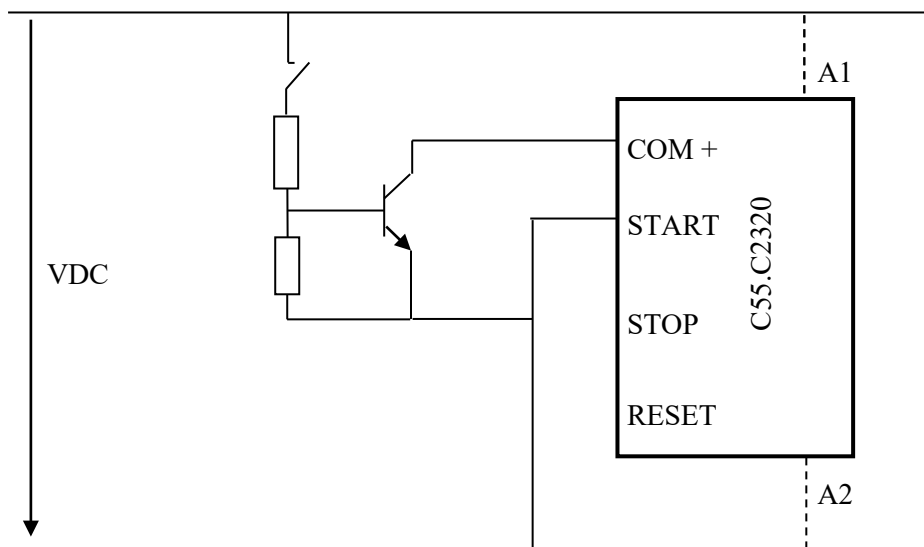 A1
COM +
START
C55.C2320
VDC
STOP
RESET
A2